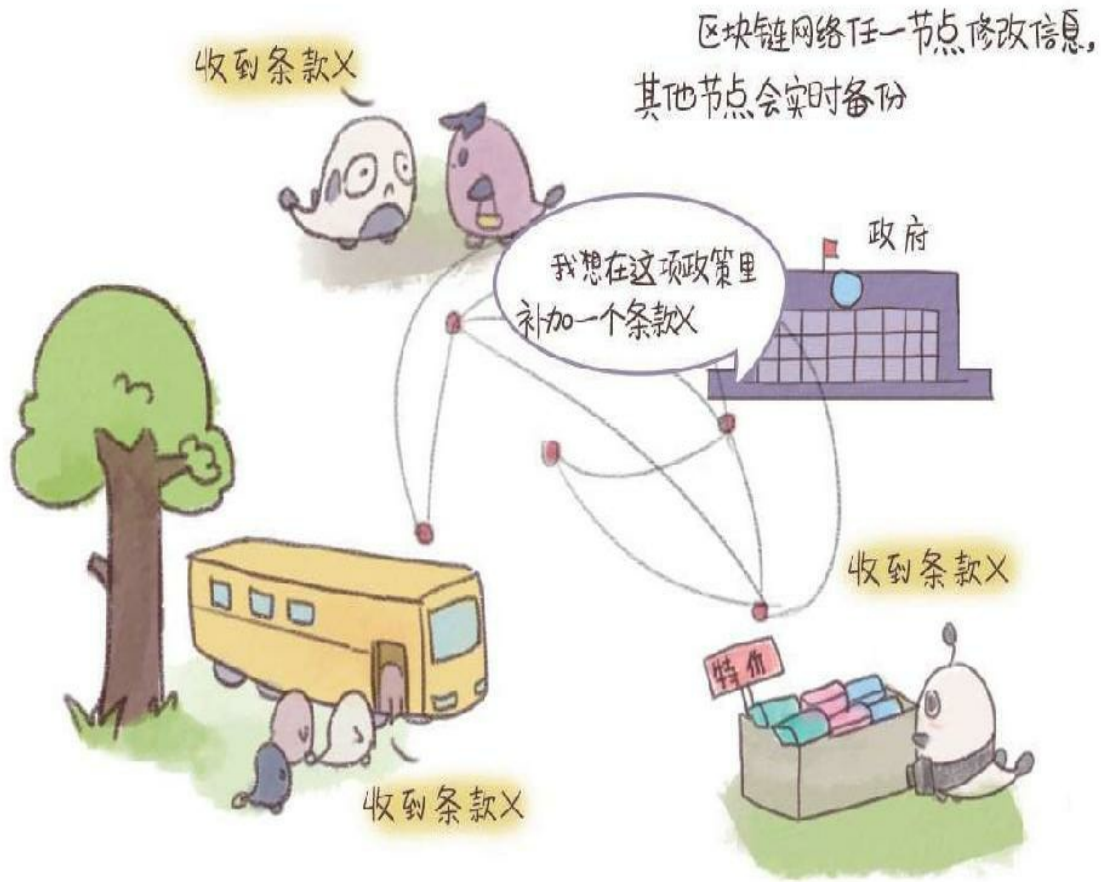 区块链网络任一节点修改信息,
其他节点会实时备份
收到条款X
政府
我想在这项政策里
补加一个条款X
收到条款X
特价
收到条款X